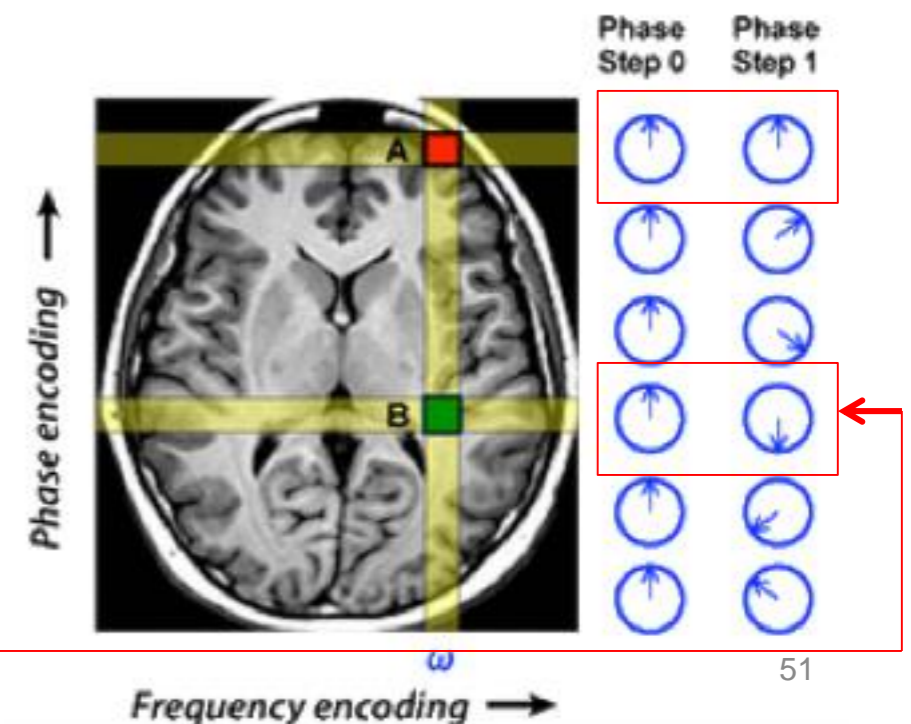 Phase Phase
Step 0 Step 1
A
B
Phase encoding
ω
51
Frequency encoding